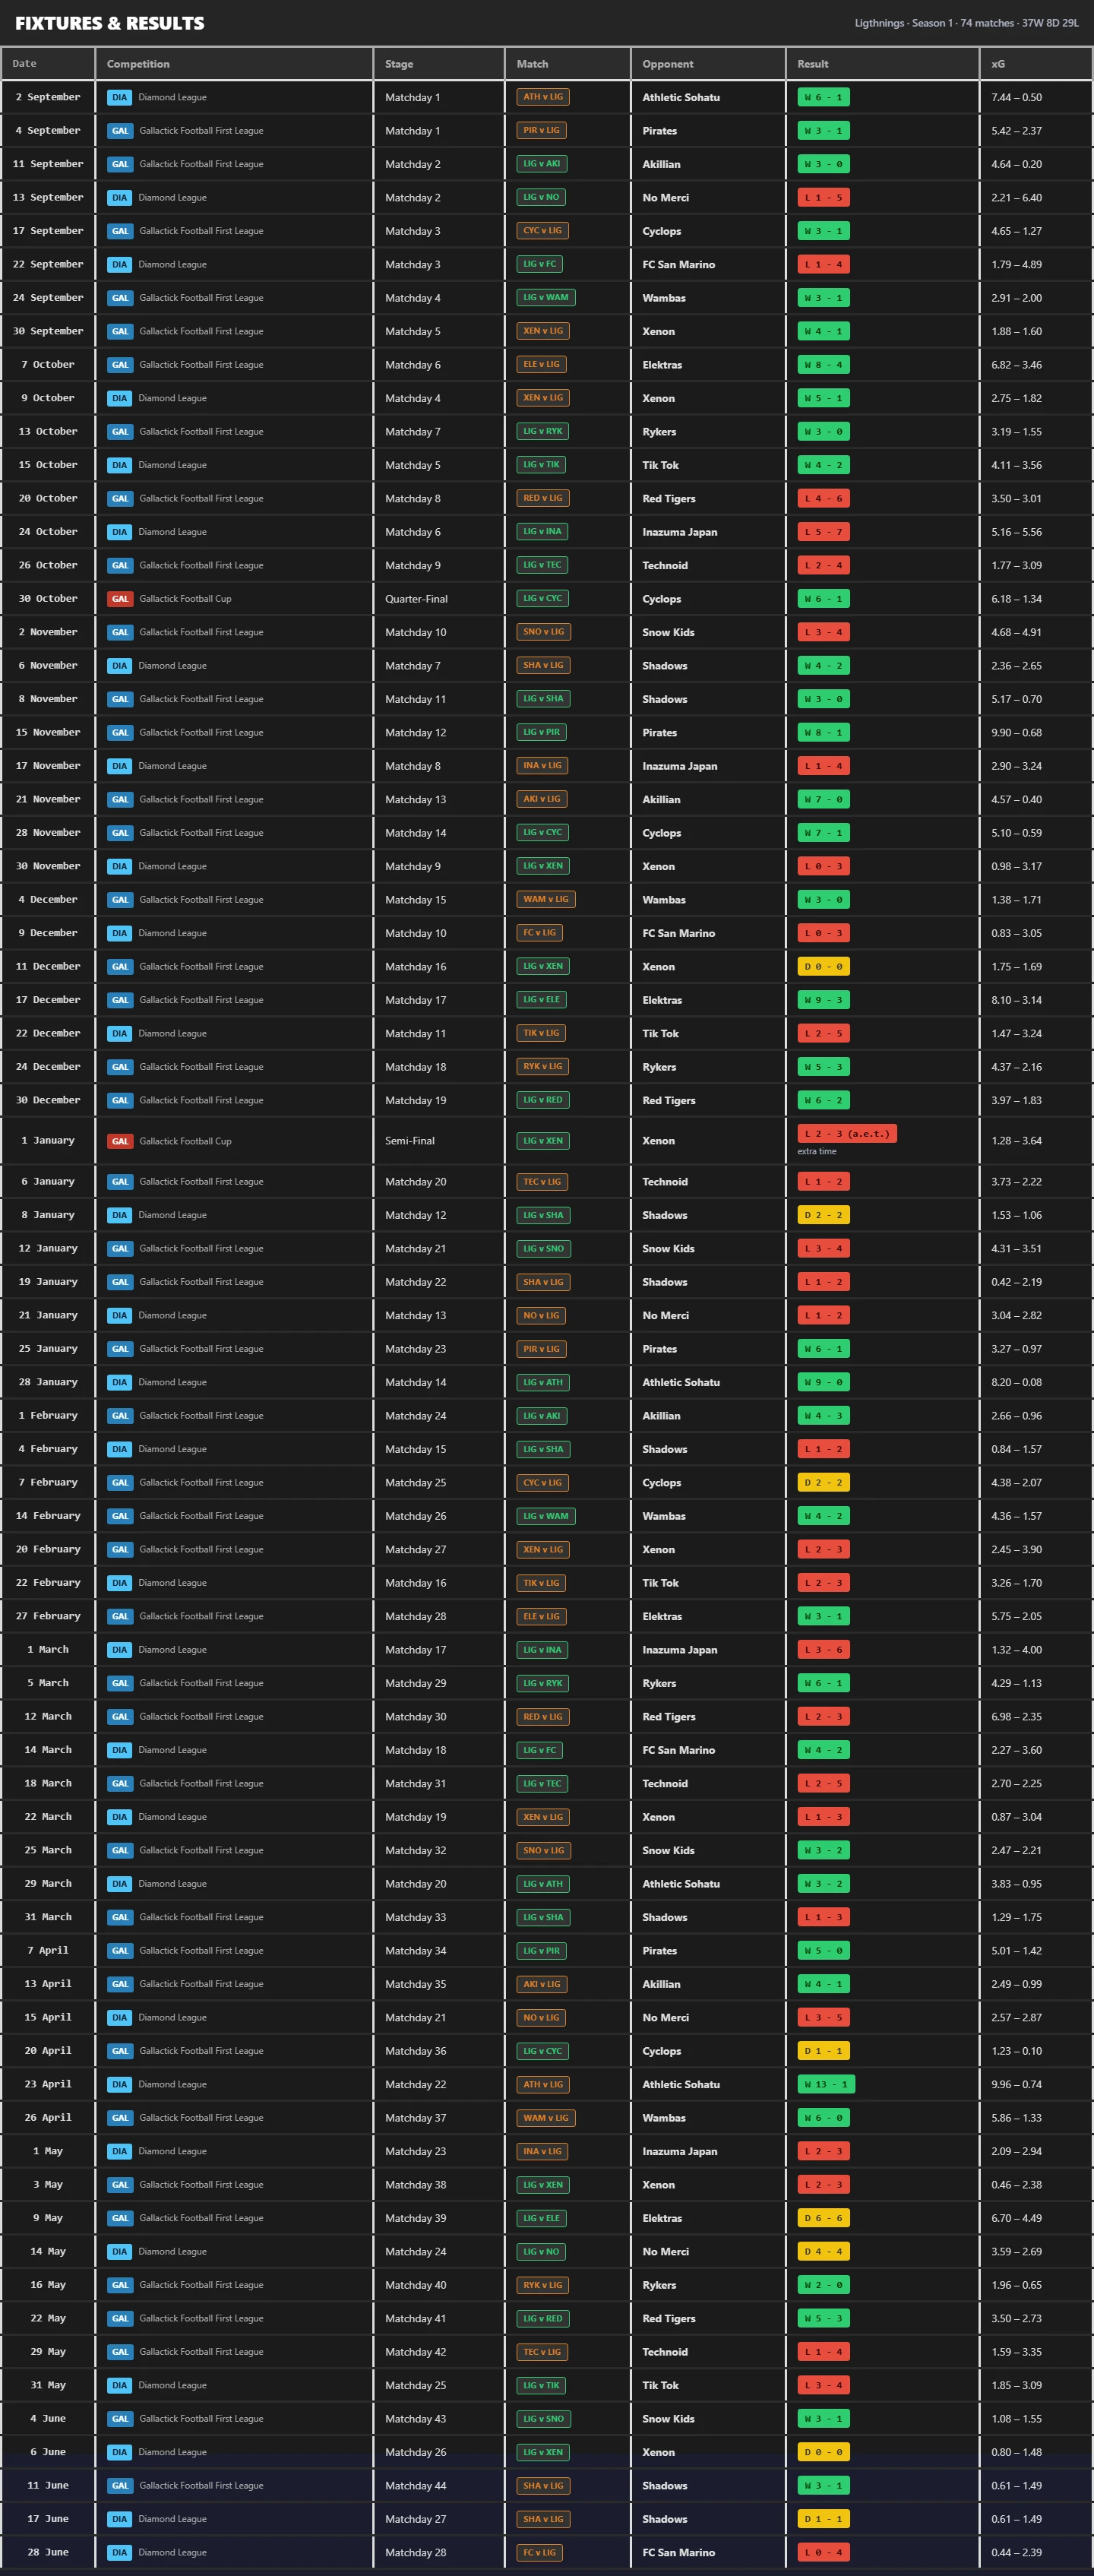 FIXTURES & RESULTS Ligthnings · Season 1 · 74 matches · 37W 8D 29L
Date Competition Stage Match Opponent Result xG
2 September DIA Diamond League Matchday 1 ATH v LIG Athletic Sohatu W 6 - 1 7.44 – 0.50
4 September GAL Gallactick Football First League Matchday 1 PIR v LIG Pirates W 3 - 1 5.42 – 2.37
11 September GAL Gallactick Football First League Matchday 2 LIG v AKI Akillian W 3 - 0 4.64 – 0.20
13 September DIA Diamond League Matchday 2 LIG v NO No Merci L 1 - 5 2.21 – 6.40
17 September GAL Gallactick Football First League Matchday 3 CYC v LIG Cyclops W 3 - 1 4.65 – 1.27
22 September DIA Diamond League Matchday 3 LIG v FC FC San Marino L 1 - 4 1.79 – 4.89
24 September GAL Gallactick Football First League Matchday 4 LIG v WAM Wambas W 3 - 1 2.91 – 2.00
30 September GAL Gallactick Football First League Matchday 5 XEN v LIG Xenon W 4 - 1 1.88 – 1.60
7 October GAL Gallactick Football First League Matchday 6 ELE v LIG Elektras W 8 - 4 6.82 – 3.46
9 October DIA Diamond League Matchday 4 XEN v LIG Xenon W 5 - 1 2.75 – 1.82
13 October GAL Gallactick Football First League Matchday 7 LIG v RYK Rykers W 3 - 0 3.19 – 1.55
15 October DIA Diamond League Matchday 5 LIG v TIK Tik Tok W 4 - 2 4.11 – 3.56
20 October GAL Gallactick Football First League Matchday 8 RED v LIG Red Tigers L 4 - 6 3.50 – 3.01
24 October DIA Diamond League Matchday 6 LIG v INA Inazuma Japan L 5 - 7 5.16 – 5.56
26 October GAL Gallactick Football First League Matchday 9 LIG v TEC Technoid L 2 - 4 1.77 – 3.09
30 October GAL Gallactick Football Cup Quarter-Final LIG v CYC Cyclops W 6 - 1 6.18 – 1.34
2 November GAL Gallactick Football First League Matchday 10 SNO v LIG Snow Kids L 3 - 4 4.68 – 4.91
6 November DIA Diamond League Matchday 7 SHA v LIG Shadows W 4 - 2 2.36 – 2.65
8 November GAL Gallactick Football First League Matchday 11 LIG v SHA Shadows W 3 - 0 5.17 – 0.70
15 November GAL Gallactick Football First League Matchday 12 LIG v PIR Pirates W 8 - 1 9.90 – 0.68
17 November DIA Diamond League Matchday 8 INA v LIG Inazuma Japan L 1 - 4 2.90 – 3.24
21 November GAL Gallactick Football First League Matchday 13 AKI v LIG Akillian W 7 - 0 4.57 – 0.40
28 November GAL Gallactick Football First League Matchday 14 LIG v CYC Cyclops W 7 - 1 5.10 – 0.59
30 November DIA Diamond League Matchday 9 LIG v XEN Xenon L 0 - 3 0.98 – 3.17
4 December GAL Gallactick Football First League Matchday 15 WAM v LIG Wambas W 3 - 0 1.38 – 1.71
9 December DIA Diamond League Matchday 10 FC v LIG FC San Marino L 0 - 3 0.83 – 3.05
11 December GAL Gallactick Football First League Matchday 16 LIG v XEN Xenon D 0 - 0 1.75 – 1.69
17 December GAL Gallactick Football First League Matchday 17 LIG v ELE Elektras W 9 - 3 8.10 – 3.14
22 December DIA Diamond League Matchday 11 TIK v LIG Tik Tok L 2 - 5 1.47 – 3.24
24 December GAL Gallactick Football First League Matchday 18 RYK v LIG Rykers W 5 - 3 4.37 – 2.16
30 December GAL Gallactick Football First League Matchday 19 LIG v RED Red Tigers W 6 - 2 3.97 – 1.83
1 January GAL Gallactick Football Cup Semi-Final LIG v XEN Xenon L 2 - 3 (a.e.t.) 1.28 – 3.64
extra time
6 January GAL Gallactick Football First League Matchday 20 TEC v LIG Technoid L 1 - 2 3.73 – 2.22
8 January DIA Diamond League Matchday 12 LIG v SHA Shadows D 2 - 2 1.53 – 1.06
12 January GAL Gallactick Football First League Matchday 21 LIG v SNO Snow Kids L 3 - 4 4.31 – 3.51
19 January GAL Gallactick Football First League Matchday 22 SHA v LIG Shadows L 1 - 2 0.42 – 2.19
21 January DIA Diamond League Matchday 13 NO v LIG No Merci L 1 - 2 3.04 – 2.82
25 January GAL Gallactick Football First League Matchday 23 PIR v LIG Pirates W 6 - 1 3.27 – 0.97
28 January DIA Diamond League Matchday 14 LIG v ATH Athletic Sohatu W 9 - 0 8.20 – 0.08
1 February GAL Gallactick Football First League Matchday 24 LIG v AKI Akillian W 4 - 3 2.66 – 0.96
4 February DIA Diamond League Matchday 15 LIG v SHA Shadows L 1 - 2 0.84 – 1.57
7 February GAL Gallactick Football First League Matchday 25 CYC v LIG Cyclops D 2 - 2 4.38 – 2.07
14 February GAL Gallactick Football First League Matchday 26 LIG v WAM Wambas W 4 - 2 4.36 – 1.57
20 February GAL Gallactick Football First League Matchday 27 XEN v LIG Xenon L 2 - 3 2.45 – 3.90
22 February DIA Diamond League Matchday 16 TIK v LIG Tik Tok L 2 - 3 3.26 – 1.70
27 February GAL Gallactick Football First League Matchday 28 ELE v LIG Elektras W 3 - 1 5.75 – 2.05
1 March DIA Diamond League Matchday 17 LIG v INA Inazuma Japan L 3 - 6 1.32 – 4.00
5 March GAL Gallactick Football First League Matchday 29 LIG v RYK Rykers W 6 - 1 4.29 – 1.13
12 March GAL Gallactick Football First League Matchday 30 RED v LIG Red Tigers L 2 - 3 6.98 – 2.35
14 March DIA Diamond League Matchday 18 LIG v FC FC San Marino W 4 - 2 2.27 – 3.60
18 March GAL Gallactick Football First League Matchday 31 LIG v TEC Technoid L 2 - 5 2.70 – 2.25
22 March DIA Diamond League Matchday 19 XEN v LIG Xenon L 1 - 3 0.87 – 3.04
25 March GAL Gallactick Football First League Matchday 32 SNO v LIG Snow Kids W 3 - 2 2.47 – 2.21
29 March DIA Diamond League Matchday 20 LIG v ATH Athletic Sohatu W 3 - 2 3.83 – 0.95
31 March GAL Gallactick Football First League Matchday 33 LIG v SHA Shadows L 1 - 3 1.29 – 1.75
7 April GAL Gallactick Football First League Matchday 34 LIG v PIR Pirates W 5 - 0 5.01 – 1.42
13 April GAL Gallactick Football First League Matchday 35 AKI v LIG Akillian W 4 - 1 2.49 – 0.99
15 April DIA Diamond League Matchday 21 NO v LIG No Merci L 3 - 5 2.57 – 2.87
20 April GAL Gallactick Football First League Matchday 36 LIG v CYC Cyclops D 1 - 1 1.23 – 0.10
23 April DIA Diamond League Matchday 22 ATH v LIG Athletic Sohatu W 13 - 1 9.96 – 0.74
26 April GAL Gallactick Football First League Matchday 37 WAM v LIG Wambas W 6 - 0 5.86 – 1.33
1 May DIA Diamond League Matchday 23 INA v LIG Inazuma Japan L 2 - 3 2.09 – 2.94
3 May GAL Gallactick Football First League Matchday 38 LIG v XEN Xenon L 2 - 3 0.46 – 2.38
9 May GAL Gallactick Football First League Matchday 39 LIG v ELE Elektras D 6 - 6 6.70 – 4.49
14 May DIA Diamond League Matchday 24 LIG v NO No Merci D 4 - 4 3.59 – 2.69
16 May GAL Gallactick Football First League Matchday 40 RYK v LIG Rykers W 2 - 0 1.96 – 0.65
22 May GAL Gallactick Football First League Matchday 41 LIG v RED Red Tigers W 5 - 3 3.50 – 2.73
29 May GAL Gallactick Football First League Matchday 42 TEC v LIG Technoid L 1 - 4 1.59 – 3.35
31 May DIA Diamond League Matchday 25 LIG v TIK Tik Tok L 3 - 4 1.85 – 3.09
4 June GAL Gallactick Football First League Matchday 43 LIG v SNO Snow Kids W 3 - 1 1.08 – 1.55
6 June DIA Diamond League Matchday 26 LIG v XEN Xenon D 0 - 0 0.80 – 1.48
11 June GAL Gallactick Football First League Matchday 44 SHA v LIG Shadows W 3 - 1 0.61 – 1.49
17 June DIA Diamond League Matchday 27 SHA v LIG Shadows D 1 - 1 0.61 – 1.49
28 June DIA Diamond League Matchday 28 FC v LIG FC San Marino L 0 - 4 0.44 – 2.39